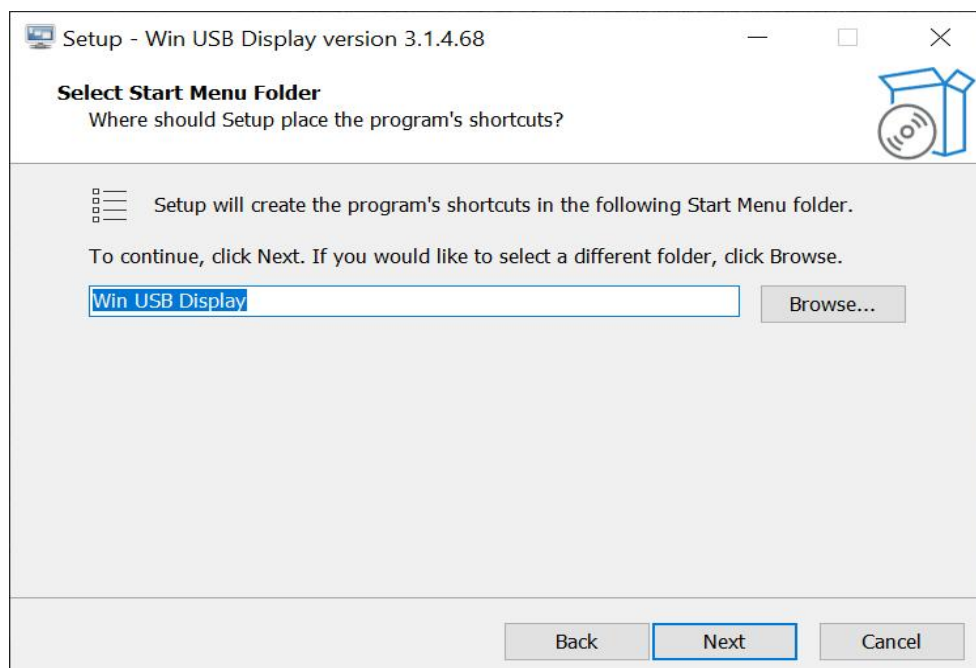 Setup - Win USB Display version 3.1.4.68
Select Start Menu Folder
Where should Setup place the program's shortcuts?
Setup will create the program's shortcuts in the following Start Menu folder.
To continue, click Next. If you would like to select a different folder, click Browse.
Win USB Display
Browse...
Back
Next
Cancel